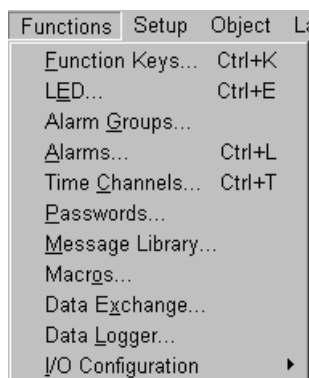 Functions Setup Object La
Function Keys... Ctrl+K
LED... Ctrl+E
Alarm Groups...
Alarms... Ctrl+L
Time Channels... Ctrl+T
Passwords...
Message Library...
Macros...
Data Exchange...
Data Logger...
I/O Configuration